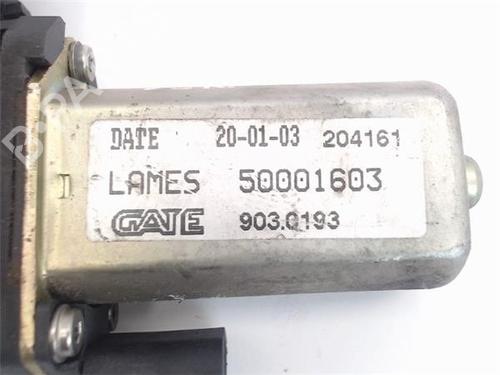 DATE 20-01-03 204161
LAMES 50001603
GATE 903.0193